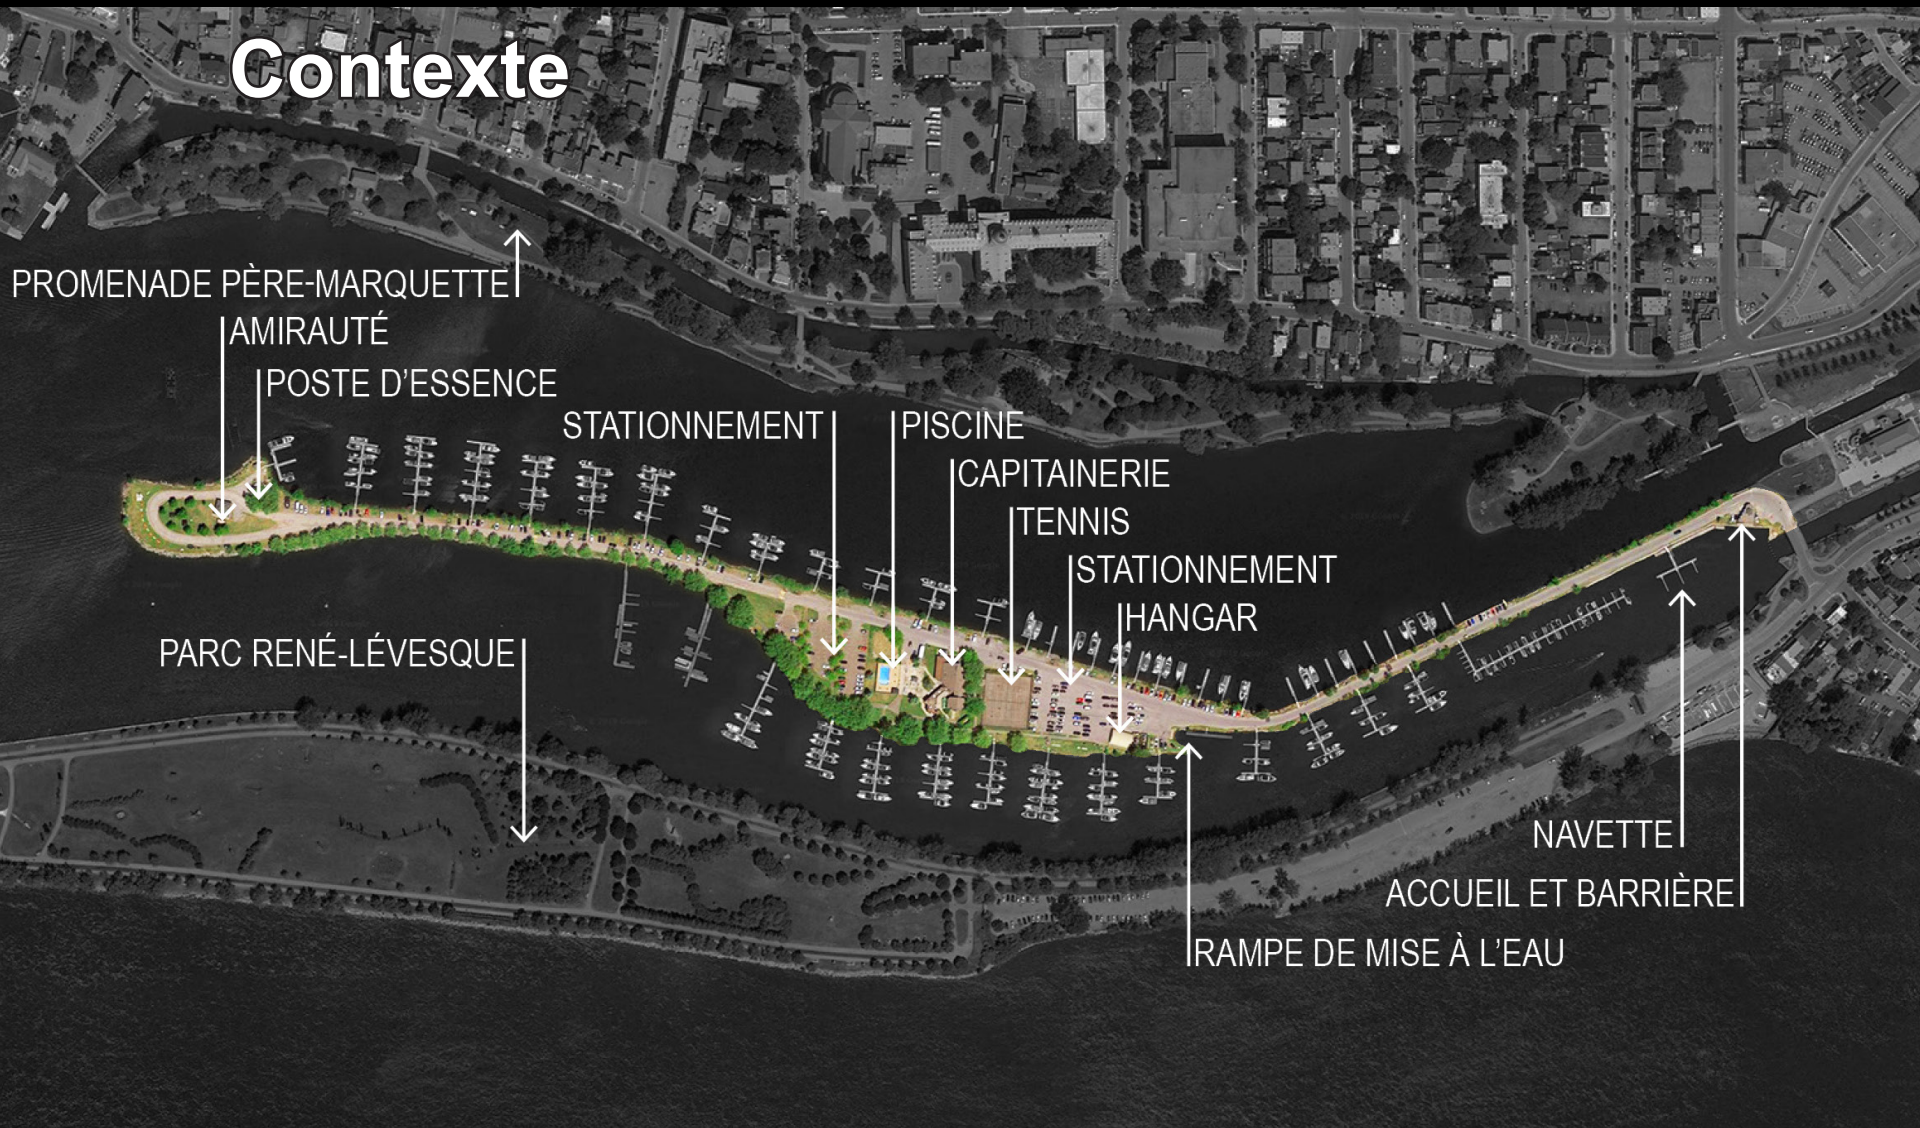 Contexte
PROMENADE PÈRE-MARQUETTE
AMIRAUTÉ
POSTE D'ESSENCE
STATIONNEMENT
PISCINE
CAPITAINERIE
TENNIS
STATIONNEMENT
HANGAR
PARC RENÉ-LÉVESQUE
NAVETTE
ACCUEIL ET BARRIÈRE
RAMPE DE MISE À L'EAU